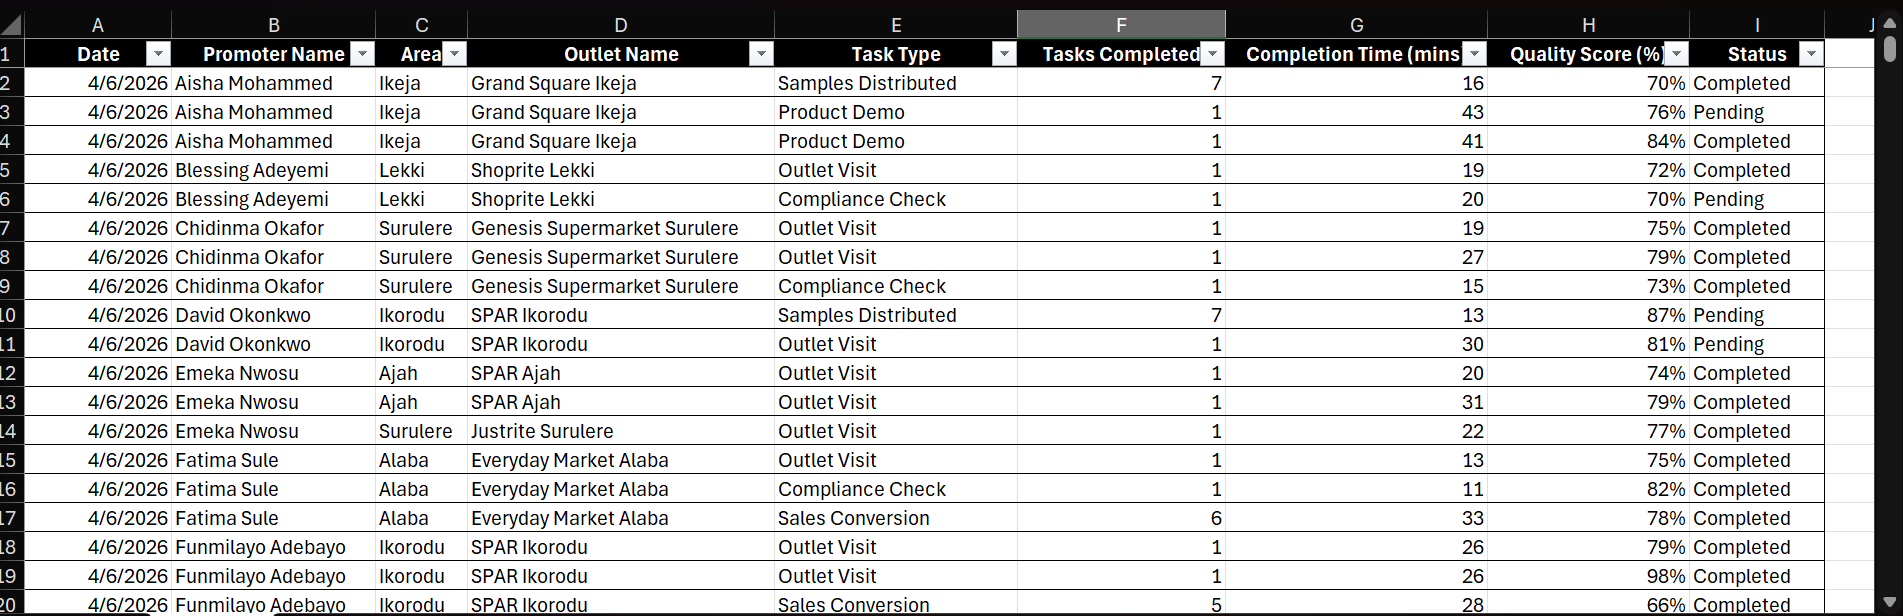 A B C D E F G H I J
1 Date Promoter Name Area Outlet Name Task Type Tasks Completed Completion Time (mins Quality Score (%) Status
2 4/6/2026 Aisha Mohammed Ikeja Grand Square Ikeja Samples Distributed 7 16 70% Completed
3 4/6/2026 Aisha Mohammed Ikeja Grand Square Ikeja Product Demo 1 43 76% Pending
4 4/6/2026 Aisha Mohammed Ikeja Grand Square Ikeja Product Demo 1 41 84% Completed
5 4/6/2026 Blessing Adeyemi Lekki Shoprite Lekki Outlet Visit 1 19 72% Completed
6 4/6/2026 Blessing Adeyemi Lekki Shoprite Lekki Compliance Check 1 20 70% Pending
7 4/6/2026 Chidinma Okafor Surulere Genesis Supermarket Surulere Outlet Visit 1 19 75% Completed
8 4/6/2026 Chidinma Okafor Surulere Genesis Supermarket Surulere Outlet Visit 1 27 79% Completed
9 4/6/2026 Chidinma Okafor Surulere Genesis Supermarket Surulere Compliance Check 1 15 73% Completed
10 4/6/2026 David Okonkwo Ikorodu SPAR Ikorodu Samples Distributed 7 13 87% Pending
11 4/6/2026 David Okonkwo Ikorodu SPAR Ikorodu Outlet Visit 1 30 81% Pending
12 4/6/2026 Emeka Nwosu Ajah SPAR Ajah Outlet Visit 1 20 74% Completed
13 4/6/2026 Emeka Nwosu Ajah SPAR Ajah Outlet Visit 1 31 79% Completed
14 4/6/2026 Emeka Nwosu Surulere Justrite Surulere Outlet Visit 1 22 77% Completed
15 4/6/2026 Fatima Sule Alaba Everyday Market Alaba Outlet Visit 1 13 75% Completed
16 4/6/2026 Fatima Sule Alaba Everyday Market Alaba Compliance Check 1 11 82% Completed
17 4/6/2026 Fatima Sule Alaba Everyday Market Alaba Sales Conversion 6 33 78% Completed
18 4/6/2026 Funmilayo Adebayo Ikorodu SPAR Ikorodu Outlet Visit 1 26 79% Completed
19 4/6/2026 Funmilayo Adebayo Ikorodu SPAR Ikorodu Outlet Visit 1 26 98% Completed
20 4/6/2026 Funmilayo Adebayo Ikorodu SPAR Ikorodu Sales Conversion 5 28 66% Completed